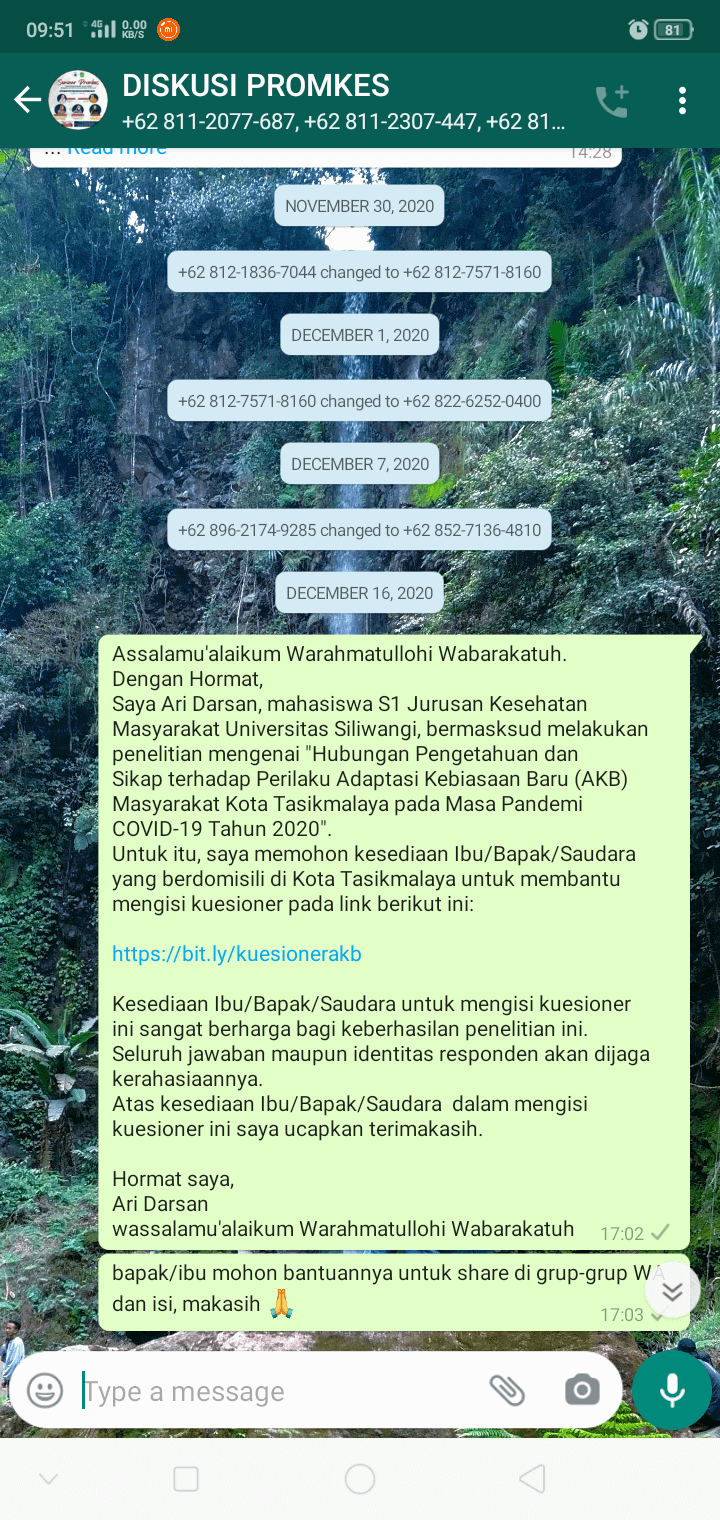 09:51 4G 0.00 KB/S 81
DISKUSI PROMKES
+62 811-2077-687, +62 811-2307-447, +62 81...
... Read more 14:28
NOVEMBER 30, 2020
+62 812-1836-7044 changed to +62 812-7571-8160
DECEMBER 1, 2020
+62 812-7571-8160 changed to +62 822-6252-0400
DECEMBER 7, 2020
+62 896-2174-9285 changed to +62 852-7136-4810
DECEMBER 16, 2020
Assalamu'alaikum Warahmatullohi Wabarakatuh.
Dengan Hormat,
Saya Ari Darsan, mahasiswa S1 Jurusan Kesehatan
Masyarakat Universitas Siliwangi, bermasksud melakukan
penelitian mengenai "Hubungan Pengetahuan dan
Sikap terhadap Perilaku Adaptasi Kebiasaan Baru (AKB)
Masyarakat Kota Tasikmalaya pada Masa Pandemi
COVID-19 Tahun 2020".
Untuk itu, saya memohon kesediaan Ibu/Bapak/Saudara
yang berdomisili di Kota Tasikmalaya untuk membantu
mengisi kuesioner pada link berikut ini:
https://bit.ly/kuesionerakb
Kesediaan Ibu/Bapak/Saudara untuk mengisi kuesioner
ini sangat berharga bagi keberhasilan penelitian ini.
Seluruh jawaban maupun identitas responden akan dijaga
kerahasiaannya.
Atas kesediaan Ibu/Bapak/Saudara  dalam mengisi
kuesioner ini saya ucapkan terimakasih.
Hormat saya,
Ari Darsan
wassalamu'alaikum Warahmatullohi Wabarakatuh 17:02
bapak/ibu mohon bantuannya untuk share di grup-grup WA
dan isi, makasih 🙏 17:03
Type a message